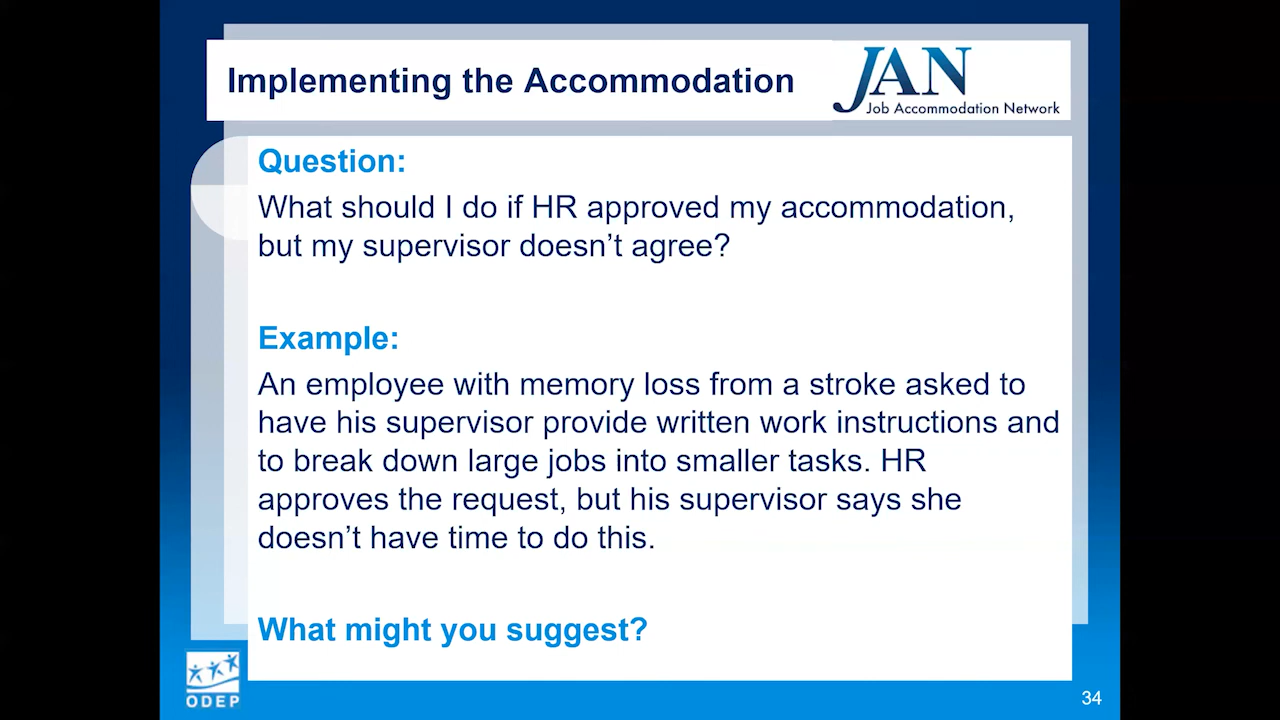 Implementing the Accommodation
JAN
Job Accommodation Network
Question:
What should I do if HR approved my accommodation,
but my supervisor doesn’t agree?
Example:
An employee with memory loss from a stroke asked to
have his supervisor provide written work instructions and
to break down large jobs into smaller tasks. HR
approves the request, but his supervisor says she
doesn’t have time to do this.
What might you suggest?
ODEP
34